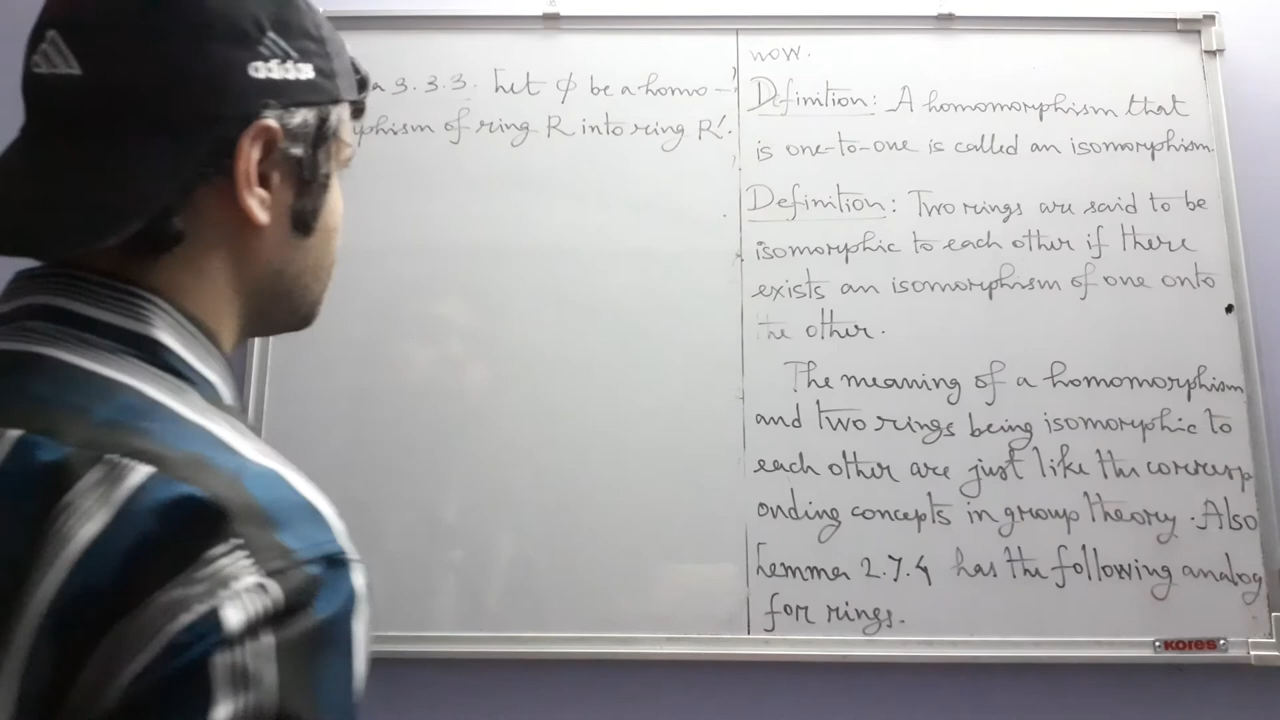 a 3.3.3. Let φ be a homo-
phism of ring R into ring R'.
now.
Definition: A homomorphism that
is one-to-one is called an isomorphism.
Definition: Two rings are said to be
isomorphic to each other if there
exists an isomorphism of one onto
the other.
The meaning of a homomorphism
and two rings being isomorphic to
each other are just like the corresp
onding concepts in group theory. Also
Lemma 2.7.4 has the following analog
for rings.
adidas
KORES